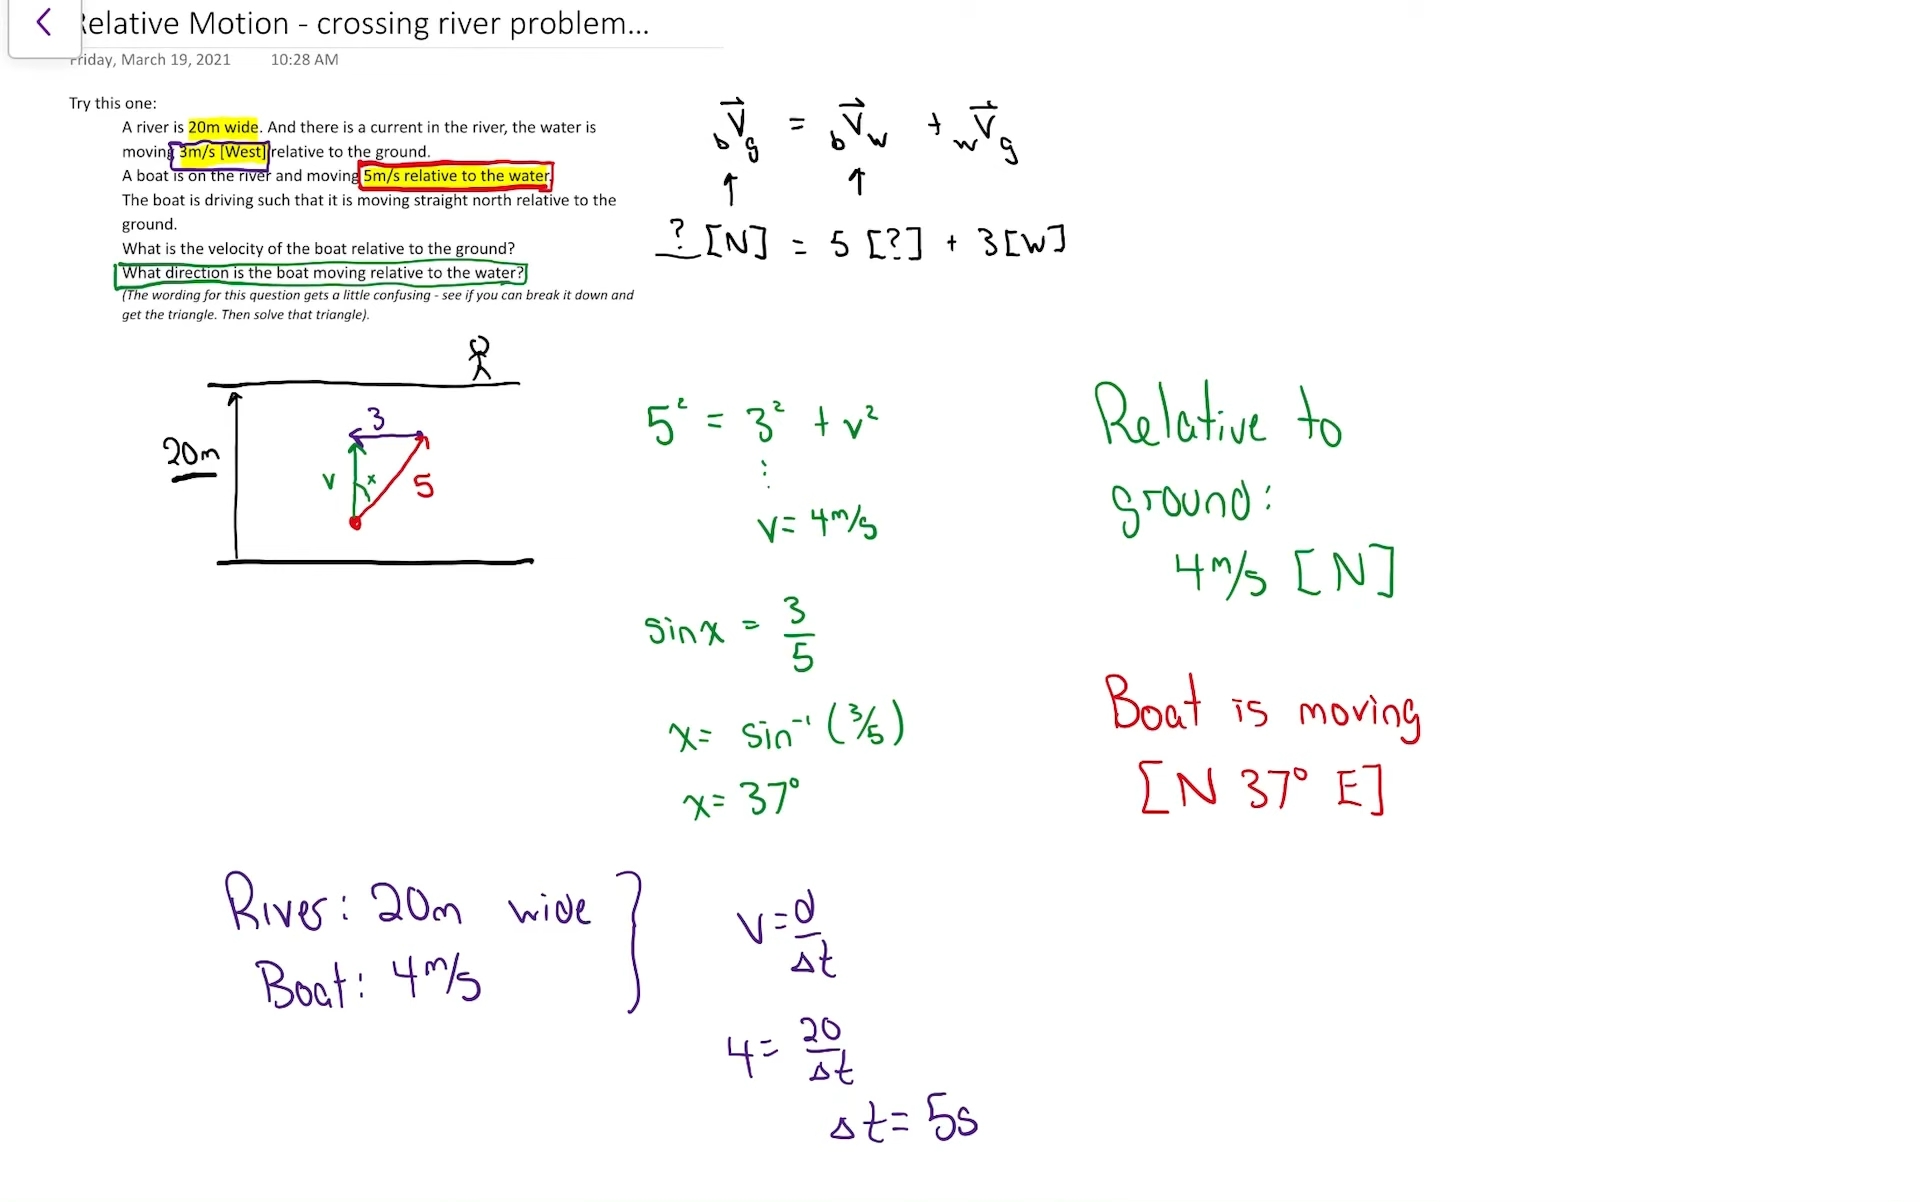 elative Motion - crossing river problem...
riday, March 19, 2021 10:28 AM
Try this one:
A river is 20m wide. And there is a current in the river, the water is
moving 3m/s [West] relative to the ground.
A boat is on the river and moving 5m/s relative to the water.
The boat is driving such that it is moving straight north relative to the
ground.
What is the velocity of the boat relative to the ground?
What direction is the boat moving relative to the water?
(The wording for this question gets a little confusing - see if you can break it down and
get the triangle. Then solve that triangle).
bV⃗g = bV⃗w + wV⃗g
↑ ↑
? [N] = 5 [?] + 3 [W]
20m
3
v x 5
5² = 3² + v²
⋮
v = 4m/s
sin x = 3/5
x = sin⁻¹ (3/5)
x = 37°
Relative to
ground:
4m/s [N]
Boat is moving
[N 37° E]
River: 20m wide
Boat: 4m/s
v = d/Δt
4 = 20/Δt
Δt = 5s